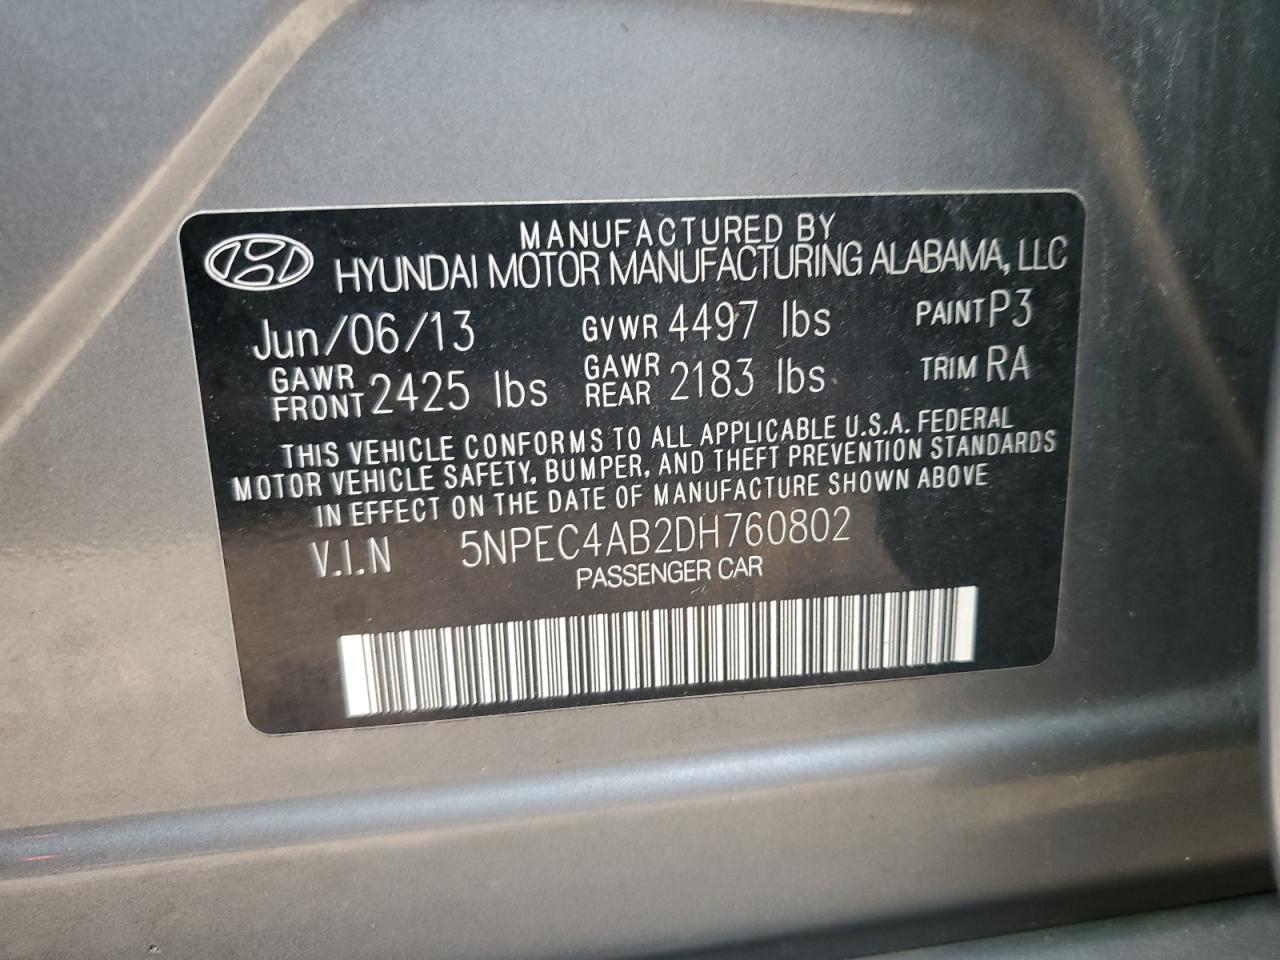 MANUFACTURED BY
HYUNDAI MOTOR MANUFACTURING ALABAMA, LLC
Jun/06/13 GVWR 4497 lbs PAINT P3
GAWR FRONT 2425 lbs GAWR REAR 2183 lbs TRIM RA
THIS VEHICLE CONFORMS TO ALL APPLICABLE U.S.A. FEDERAL
MOTOR VEHICLE SAFETY, BUMPER, AND THEFT PREVENTION STANDARDS
IN EFFECT ON THE DATE OF MANUFACTURE SHOWN ABOVE
V.I.N 5NPEC4AB2DH760802
PASSENGER CAR